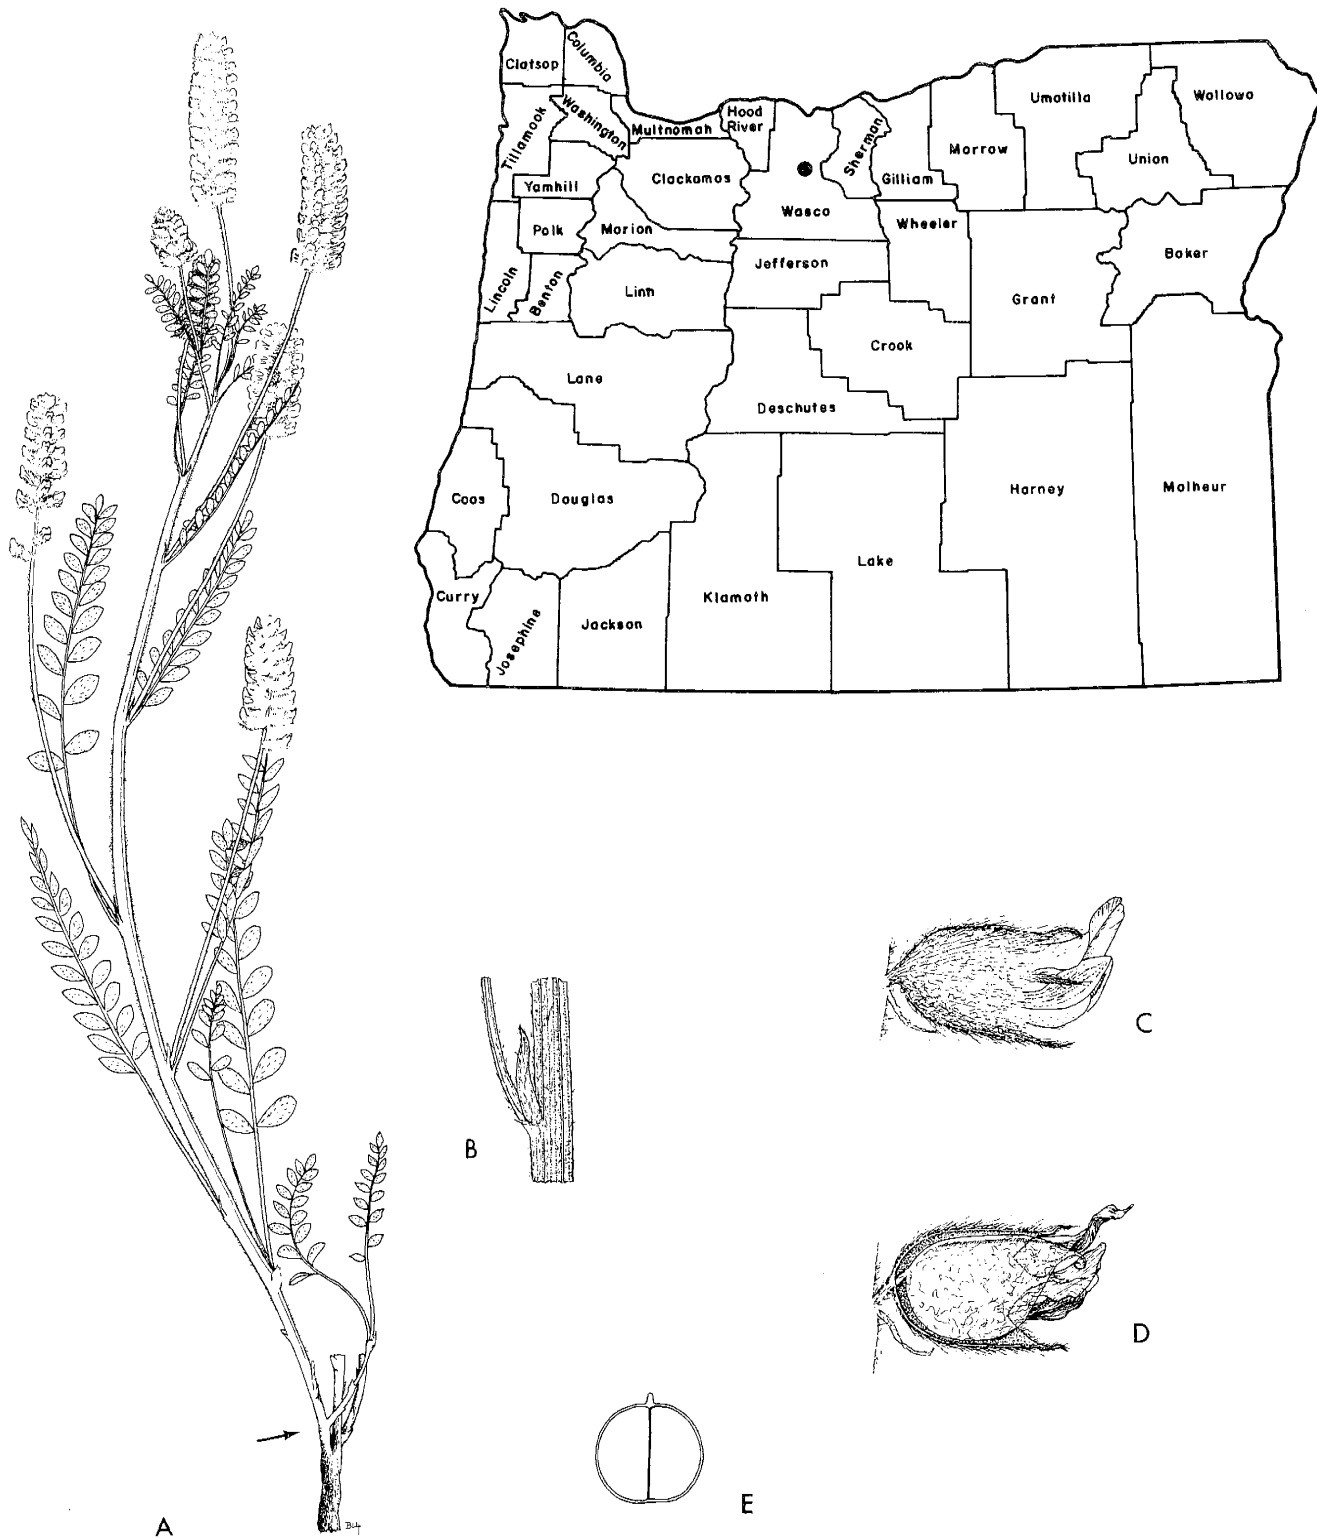 Clatsop
Columbia
Tillamook
Washington
Multnomah
Hood
River
Sherman
Gilliam
Morrow
Umatilla
Union
Wallowa
Yamhill
Clackamas
Wasco
Wheeler
Polk
Marion
Jefferson
Baker
Lincoln
Benton
Linn
Grant
Crook
Lane
Deschutes
Coos
Douglas
Harney
Malheur
Lake
Curry
Josephine
Jackson
Klamath
C
B
D
E
A